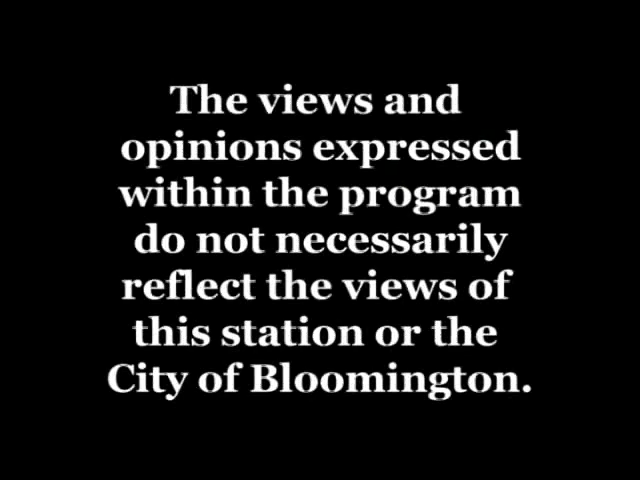 The views and
opinions expressed
within the program
do not necessarily
reflect the views of
this station or the
City of Bloomington.